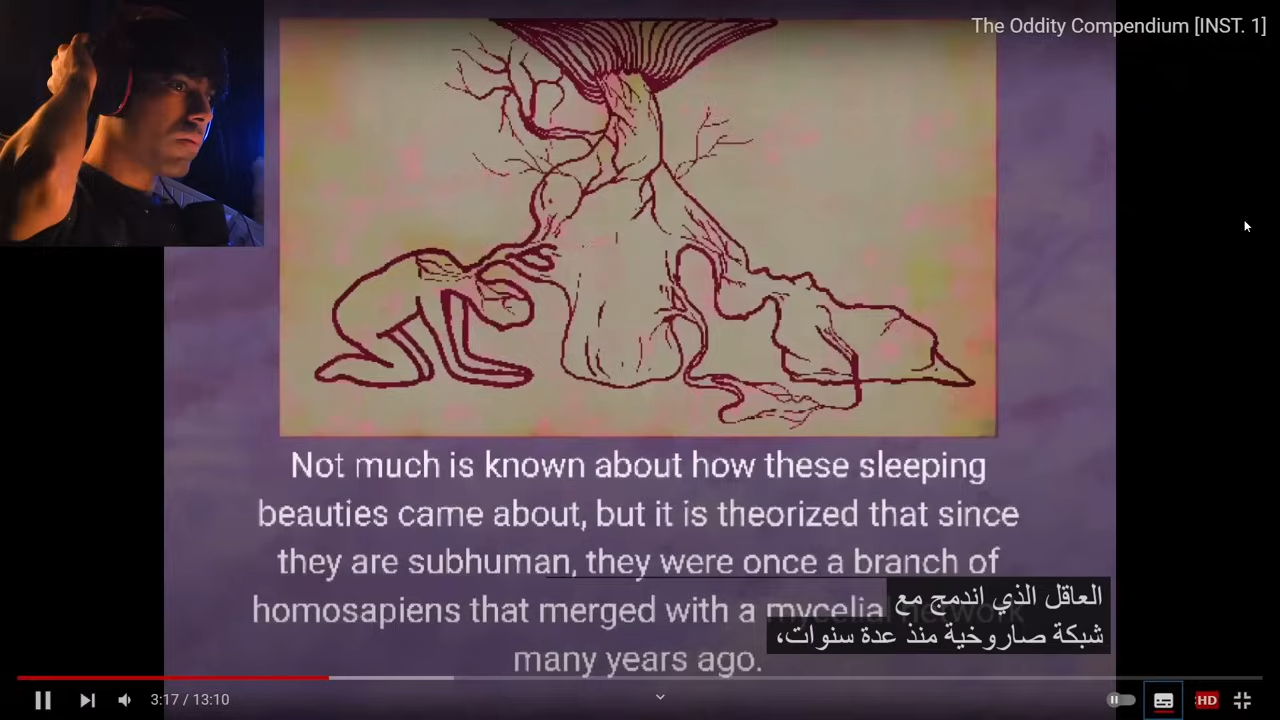 The Oddity Compendium [INST. 1]
Not much is known about how these sleeping
beauties came about, but it is theorized that since
they are subhuman, they were once a branch of
homosapiens that merged with a mycelial network
many years ago.
العاقل الذي اندمج مع
شبكة صاروخية منذ عدة سنوات،
3:17 / 13:10
HD